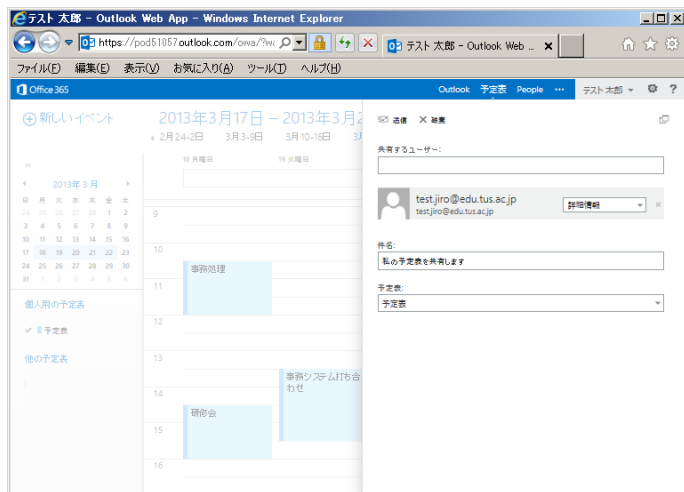 テスト 太郎 - Outlook Web App - Windows Internet Explorer
https://pod51057.outlook.com/owa/?w
テスト 太郎 - Outlook Web ...
ファイル(F) 編集(E) 表示(V) お気に入り(A) ツール(T) ヘルプ(H)
Office 365
Outlook 予定表 People ••• テスト 太郎 ?
新しいイベント
2013年3月17日 – 2013年3月2
2月24-2日 3月3-9日 3月10-16日 3月
送信 破棄
共有するユーザー:
18 月曜日 19 火曜日
2013年 3 月
日 月 火 水 木 金 土
24 25 26 27 28 1 2
3 4 5 6 7 8 9
10 11 12 13 14 15 16
17 18 19 20 21 22 23
24 25 26 27 28 29 30
31 1 2 3 4 5 6
個人用の予定表
予定表
他の予定表
9
10
事務処理
11
12
13
事務システム打ち合
わせ
14
研修会
15
16
test.jiro@edu.tus.ac.jp
test.jiro@edu.tus.ac.jp
詳細情報
件名:
私の予定表を共有します
予定表:
予定表